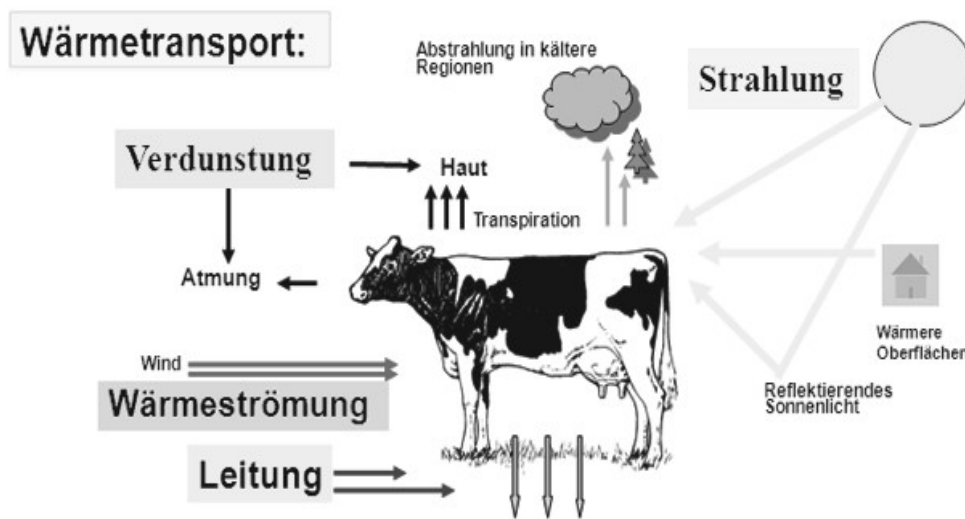 Wärmetransport:
Abstrahlung in kältere
Regionen
Strahlung
Verdunstung
Haut
Transpiration
Atmung
Wärmere
Oberflächen
Wind
Wärmeströmung
Reflektierendes
Sonnenlicht
Leitung